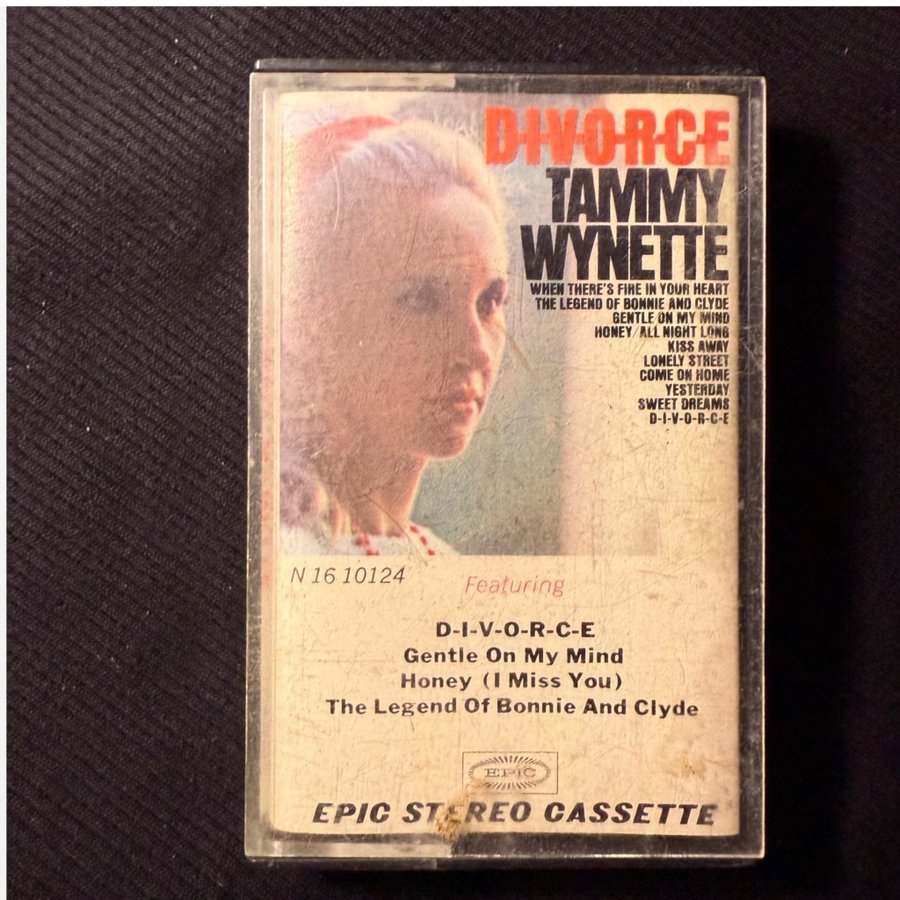 D-I-V-O-R-C-E
TAMMY
WYNETTE
WHEN THERE'S FIRE IN YOUR HEART
THE LEGEND OF BONNIE AND CLYDE
GENTLE ON MY MIND
HONEY/ALL NIGHT LONG
KISS AWAY
LONELY STREET
COME ON HOME
YESTERDAY
SWEET DREAMS
D-I-V-O-R-C-E
N 16 10124
Featuring
D-I-V-O-R-C-E
Gentle On My Mind
Honey (I Miss You)
The Legend Of Bonnie And Clyde
EPIC
EPIC STEREO CASSETTE